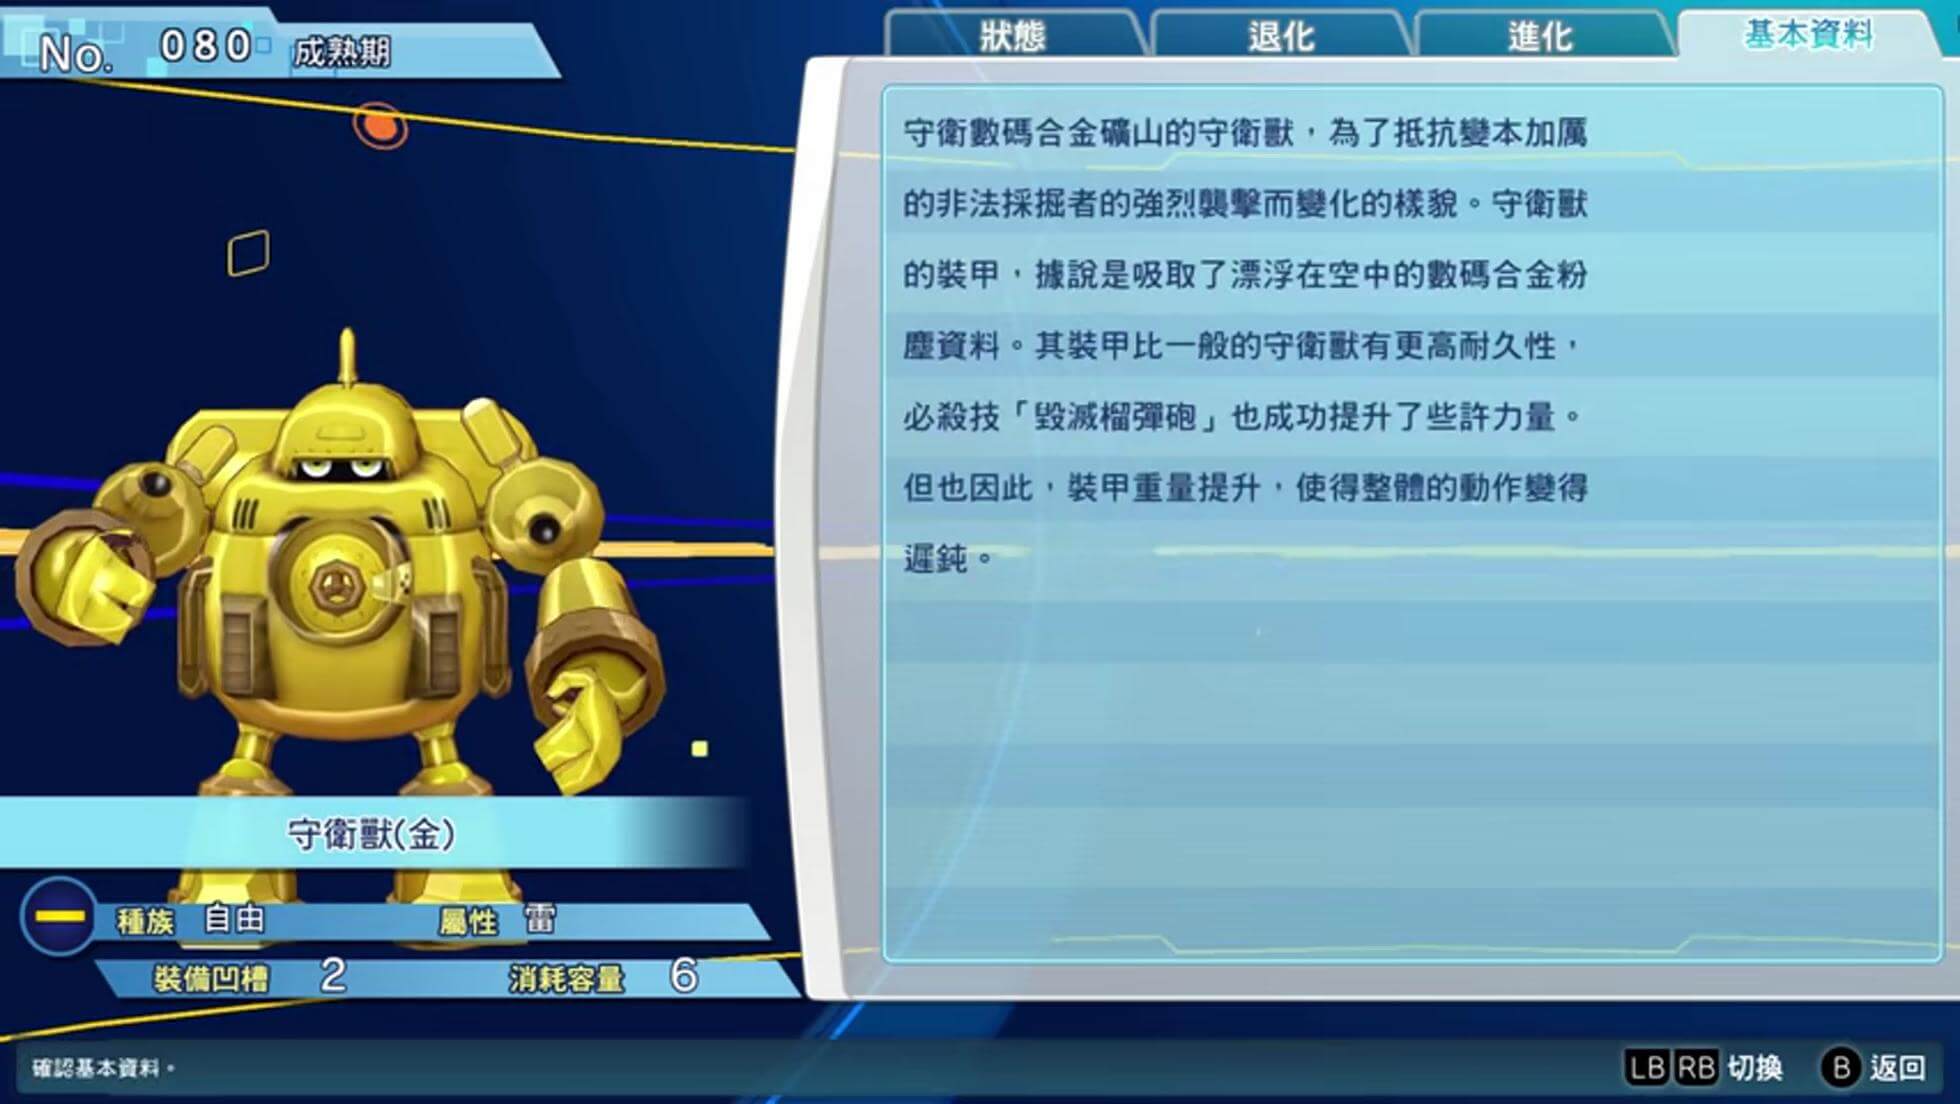 No. 080 成熟期
狀態 退化 進化 基本資料
守衛數碼合金礦山的守衛獸，為了抵抗變本加厲
的非法採掘者的強烈襲擊而變化的樣貌。守衛獸
的裝甲，據說是吸取了漂浮在空中的數碼合金粉
塵資料。其裝甲比一般的守衛獸有更高耐久性，
必殺技「毀滅榴彈砲」也成功提升了些許力量。
但也因此，裝甲重量提升，使得整體的動作變得
遲鈍。
守衛獸(金)
種族 自由 屬性 雷
裝備凹槽 2 消耗容量 6
確認基本資料。
LB RB 切換 B 返回